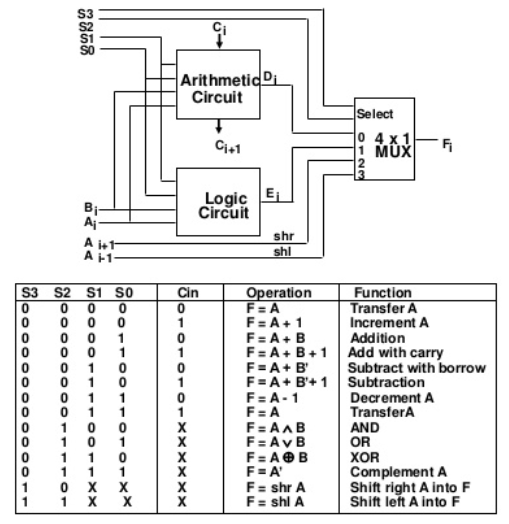 S3
S2
S1
S0
Ci
Arithmetic Di
Circuit
Select
0 4 x 1
1 MUX
2
3
Fi
Ci+1
Logic Ei
Circuit
Bi
Ai
A i+1 shr
A i-1 shl
S3 S2 S1 S0 Cin Operation Function
0 0 0 0 0 F = A Transfer A
0 0 0 0 1 F = A + 1 Increment A
0 0 0 1 0 F = A + B Addition
0 0 0 1 1 F = A + B + 1 Add with carry
0 0 1 0 0 F = A + B' Subtract with borrow
0 0 1 0 1 F = A + B'+ 1 Subtraction
0 0 1 1 0 F = A - 1 Decrement A
0 0 1 1 1 F = A TransferA
0 1 0 0 X F = A ∧ B AND
0 1 0 1 X F = A ∨ B OR
0 1 1 0 X F = A ⊕ B XOR
0 1 1 1 X F = A' Complement A
1 0 X X X F = shr A Shift right A into F
1 1 X X X F = shl A Shift left A into F